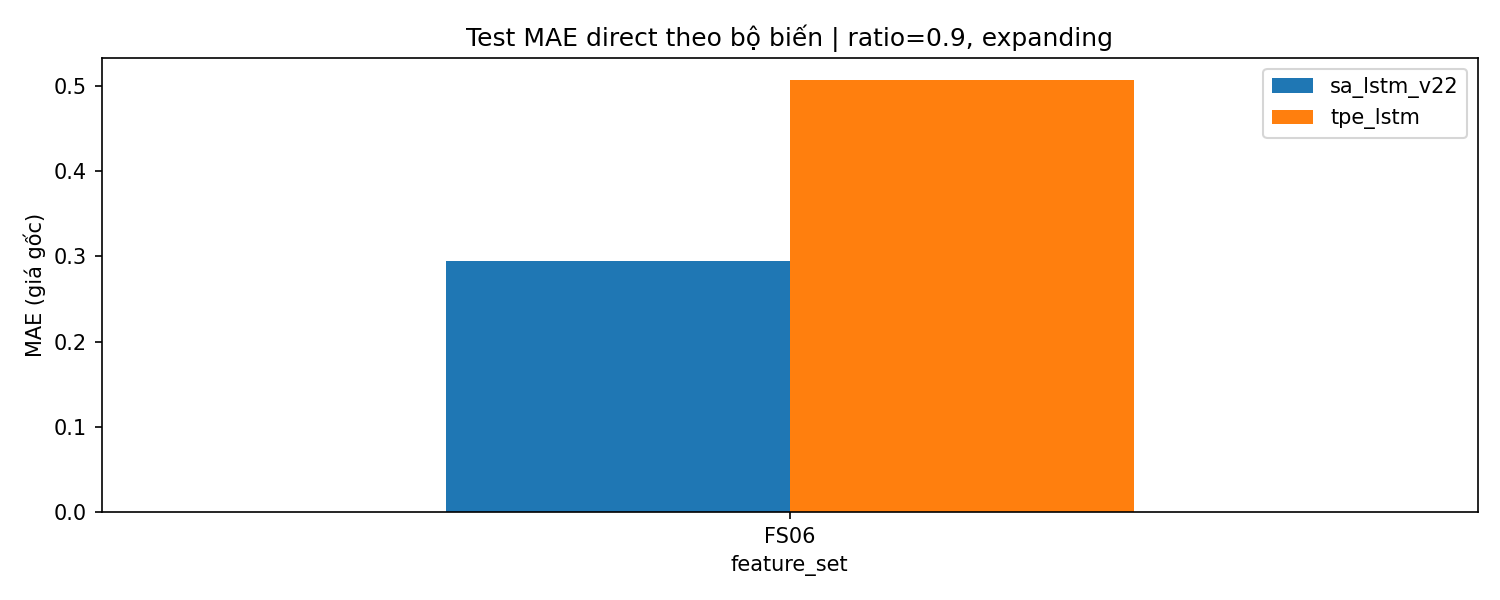 Test MAE direct theo bộ biến | ratio=0.9, expanding
sa_lstm_v22
tpe_lstm
MAE (giá gốc)
0.5
0.4
0.3
0.2
0.1
0.0
FS06
feature_set